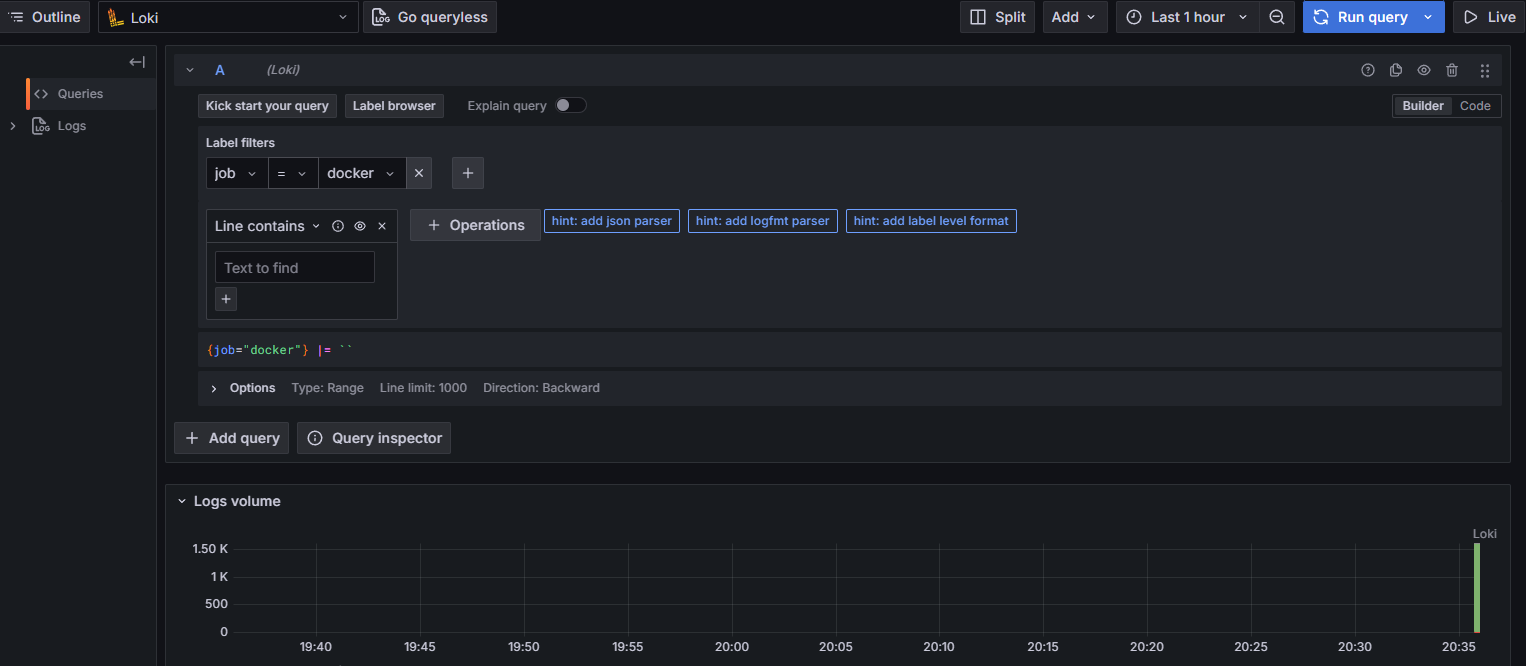 Outline Loki LOG Go queryless Split Add Last 1 hour Run query Live
Queries
LOG Logs
A (Loki)
Kick start your query Label browser Explain query Builder Code
Label filters
job = docker
Line contains + Operations hint: add json parser hint: add logfmt parser hint: add label level format
Text to find
+
{job="docker"} |= ``
Options Type: Range Line limit: 1000 Direction: Backward
+ Add query Query inspector
Logs volume
Loki
1.50 K
1 K
500
0
19:40 19:45 19:50 19:55 20:00 20:05 20:10 20:15 20:20 20:25 20:30 20:35